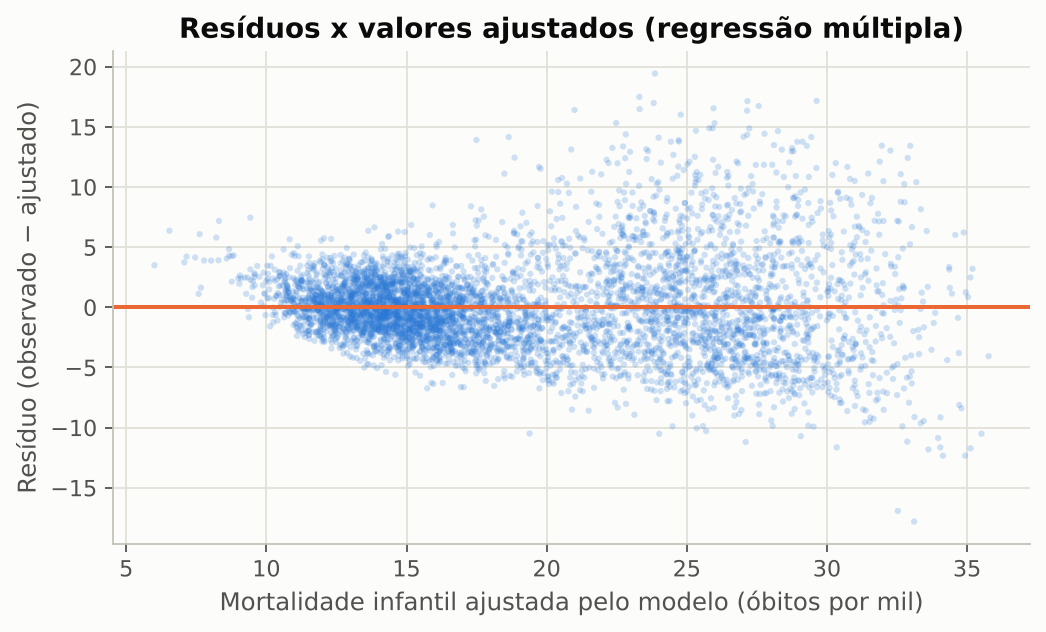 Resíduos x valores ajustados (regressão múltipla)
Resíduo (observado − ajustado)
20
15
10
5
0
−5
−10
−15
5 10 15 20 25 30 35
Mortalidade infantil ajustada pelo modelo (óbitos por mil)